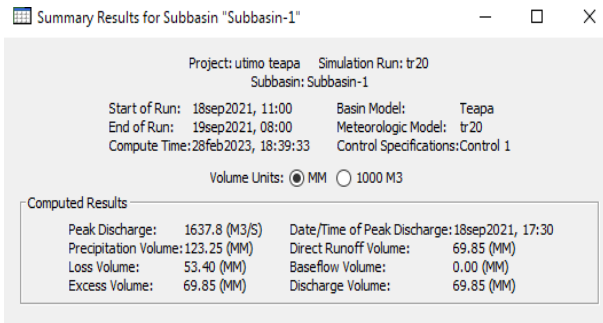 Summary Results for Subbasin "Subbasin-1"
Project: utimo teapa Simulation Run: tr20
Subbasin: Subbasin-1
Start of Run: 18sep2021, 11:00 Basin Model: Teapa
End of Run: 19sep2021, 08:00 Meteorologic Model: tr20
Compute Time:28feb2023, 18:39:33 Control Specifications:Control 1
Volume Units: MM 1000 M3
Computed Results
Peak Discharge: 1637.8 (M3/S) Date/Time of Peak Discharge:18sep2021, 17:30
Precipitation Volume:123.25 (MM) Direct Runoff Volume: 69.85 (MM)
Loss Volume: 53.40 (MM) Baseflow Volume: 0.00 (MM)
Excess Volume: 69.85 (MM) Discharge Volume: 69.85 (MM)